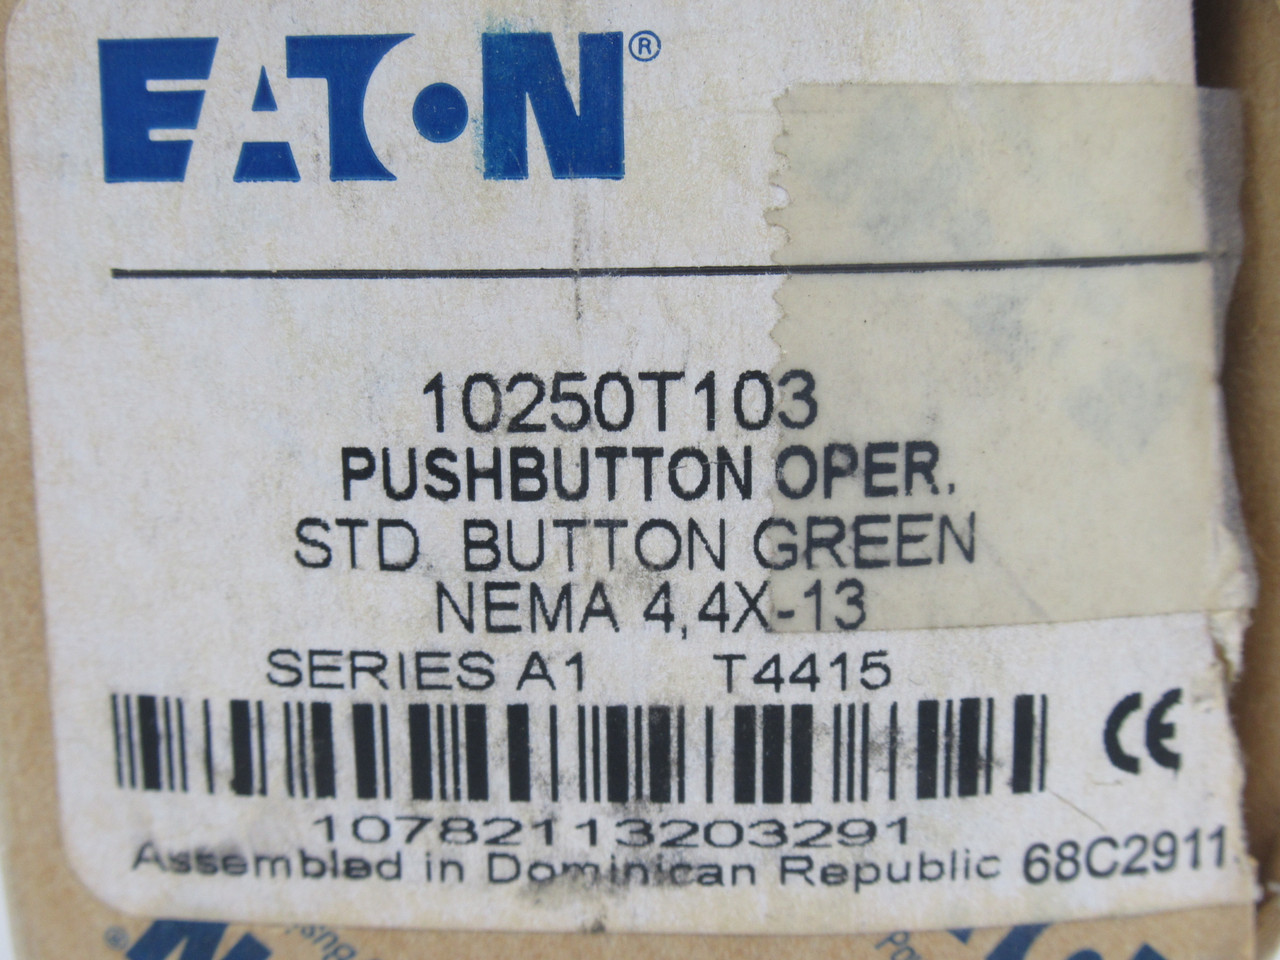 EATON®
10250T103
PUSHBUTTON OPER.
STD. BUTTON GREEN
NEMA 4,4X-13
SERIES A1 T4415
CE
10782113203291
Assembled in Dominican Republic 68C2911